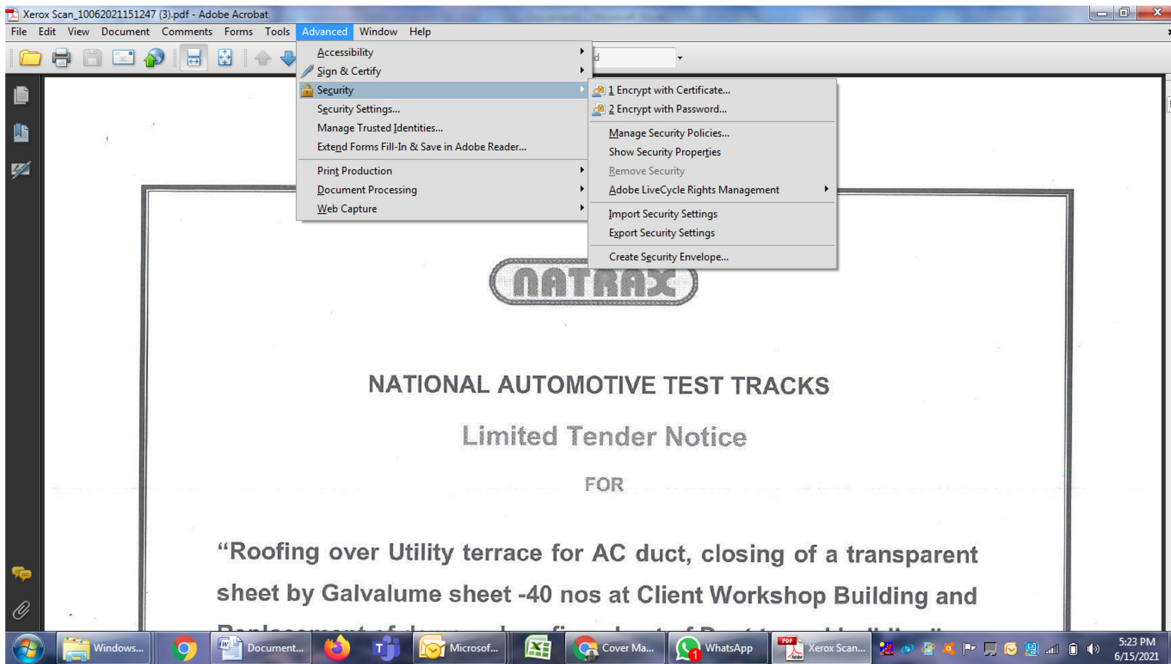 Xerox Scan_10062021151247 (3).pdf - Adobe Acrobat
File Edit View Document Comments Forms Tools Advanced Window Help
Accessibility
Sign & Certify
Security
Security Settings...
Manage Trusted Identities...
Extend Forms Fill-In & Save in Adobe Reader...
Print Production
Document Processing
Web Capture
1 Encrypt with Certificate...
2 Encrypt with Password...
Manage Security Policies...
Show Security Properties
Remove Security
Adobe LiveCycle Rights Management
Import Security Settings
Export Security Settings
Create Security Envelope...
NATRAX
NATIONAL AUTOMOTIVE TEST TRACKS
Limited Tender Notice
FOR
“Roofing over Utility terrace for AC duct, closing of a transparent
sheet by Galvalume sheet -40 nos at Client Workshop Building and
Windows... Document... Microsof... Cover Ma... 1 WhatsApp PDF Xerox Scan... 5:23 PM
6/15/2021